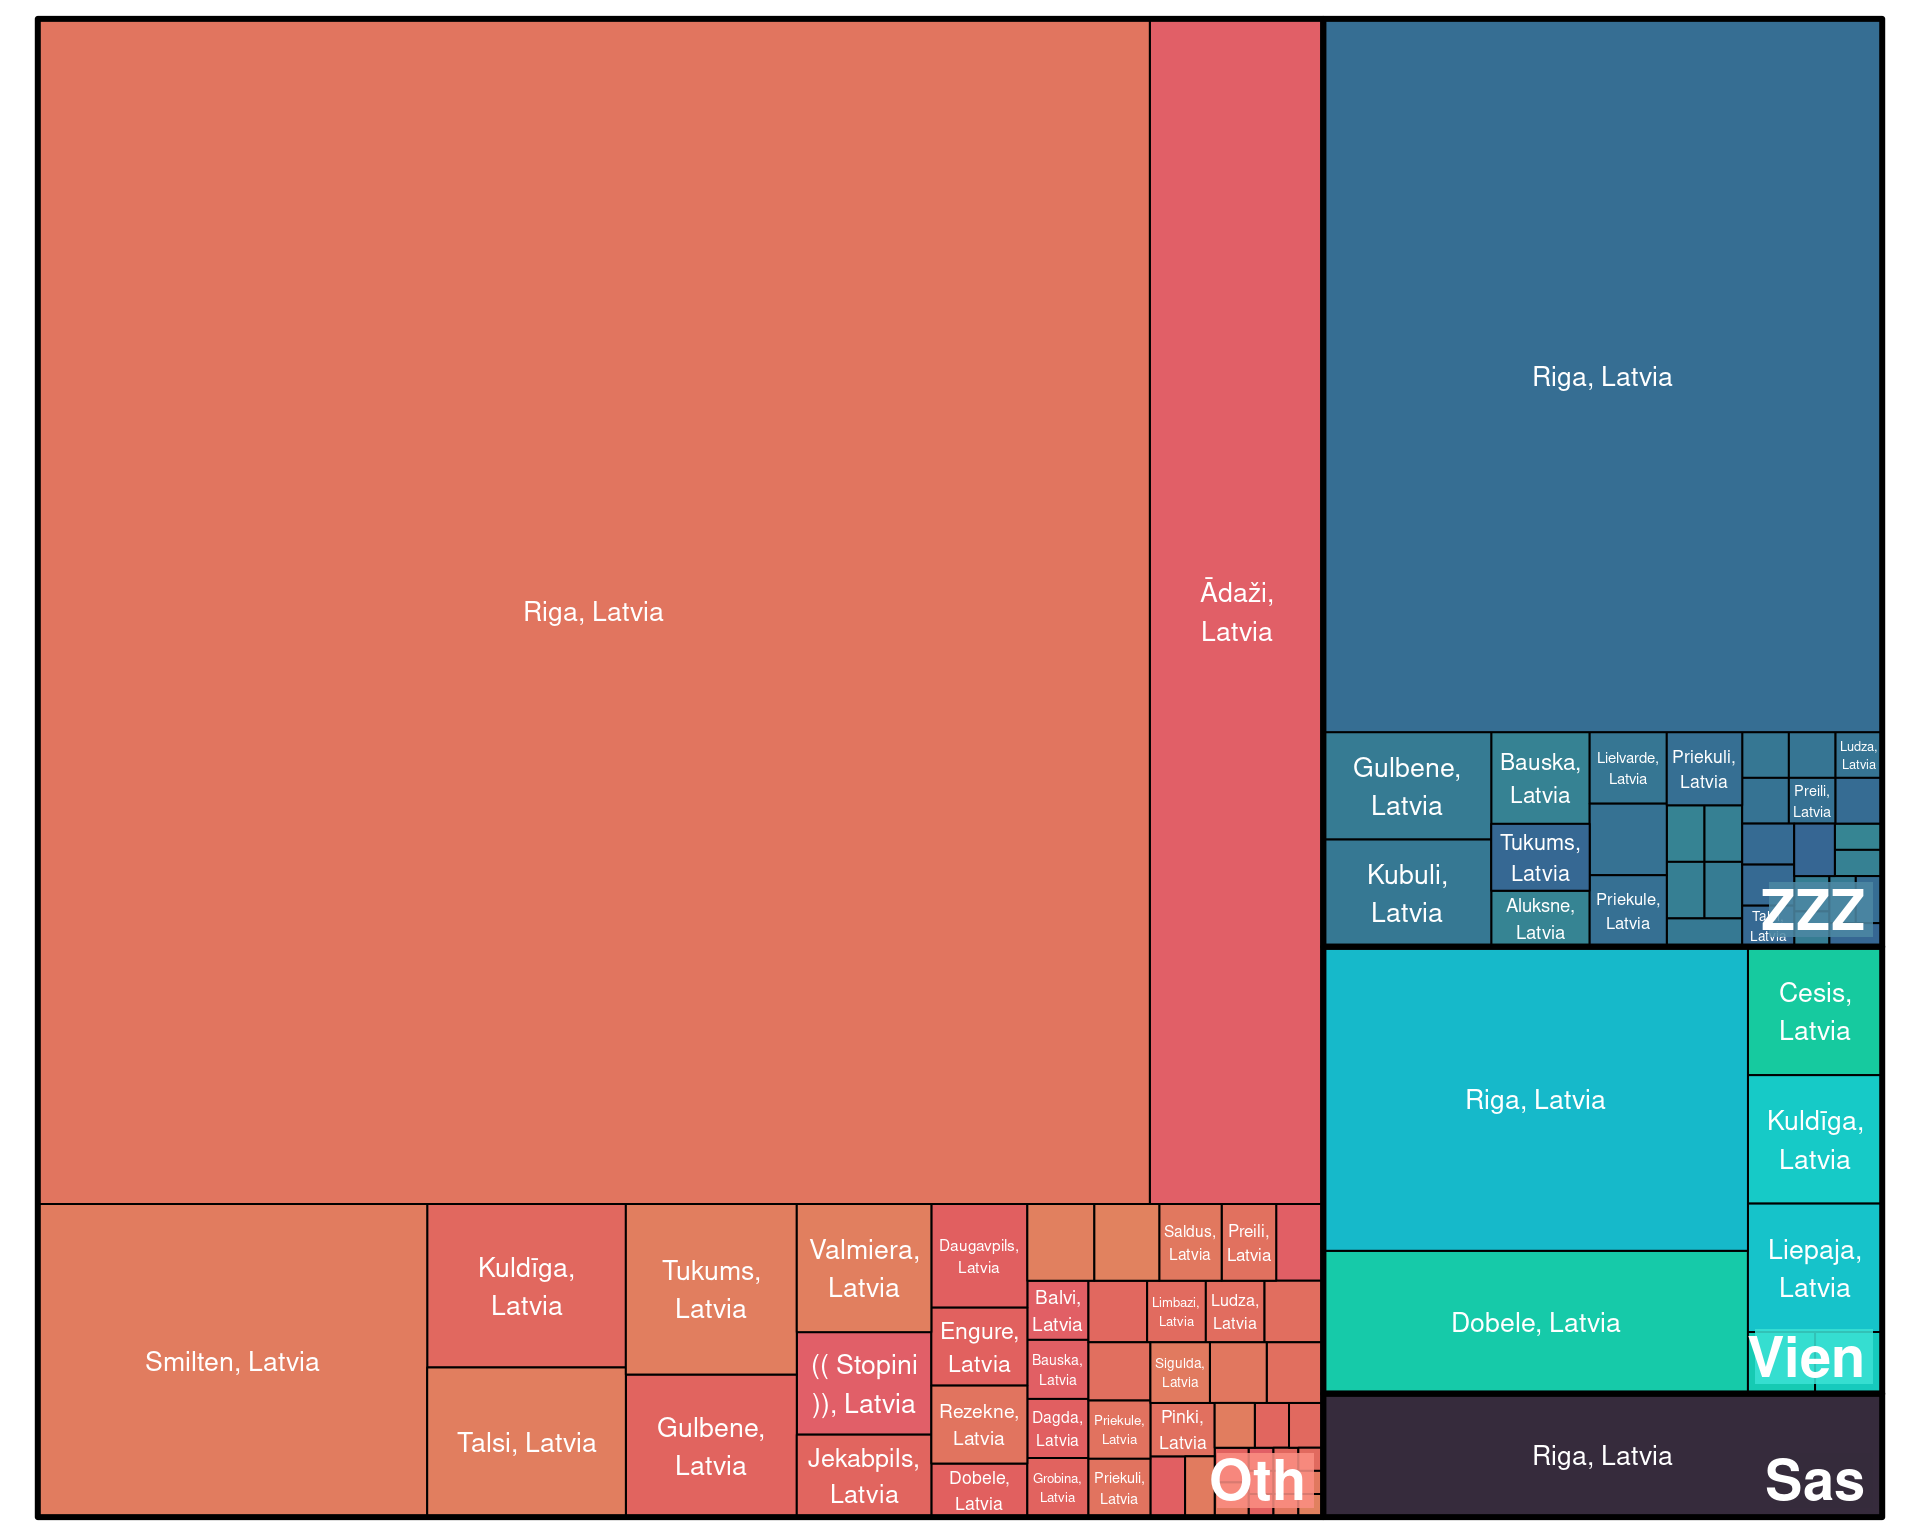 Riga, Latvia
Ādaži,
Latvia
Smilten, Latvia
Kuldīga,
Latvia
Talsi, Latvia
Tukums,
Latvia
Gulbene,
Latvia
Valmiera,
Latvia
(( Stopini
)), Latvia
Jekabpils,
Latvia
Daugavpils,
Latvia
Engure,
Latvia
Rezekne,
Latvia
Dobele,
Latvia
Balvi,
Latvia
Bauska,
Latvia
Dagda,
Latvia
Grobina,
Latvia
Priekule,
Latvia
Priekuli,
Latvia
Saldus,
Latvia
Preili,
Latvia
Limbazi,
Latvia
Ludza,
Latvia
Sigulda,
Latvia
Pinki,
Latvia
Oth
Riga, Latvia
Gulbene,
Latvia
Kubuli,
Latvia
Bauska,
Latvia
Tukums,
Latvia
Aluksne,
Latvia
Lielvarde,
Latvia
Priekule,
Latvia
Priekuli,
Latvia
Ludza,
Latvia
Preili,
Latvia
Latvia
ZZZ
Riga, Latvia
Dobele, Latvia
Cesis,
Latvia
Kuldīga,
Latvia
Liepaja,
Latvia
Vien
Riga, Latvia
Sas